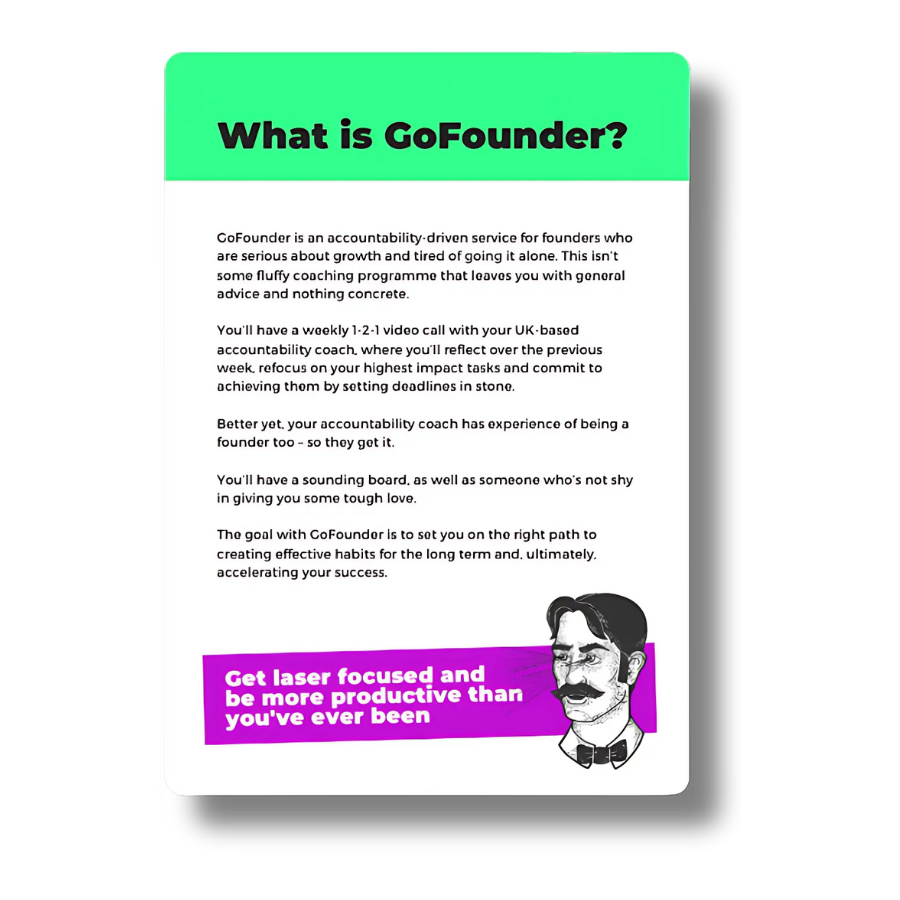 What is GoFounder?
GoFounder is an accountability-driven service for founders who
are serious about growth and tired of going it alone. This isn't
some fluffy coaching programme that leaves you with general
advice and nothing concrete.
You'll have a weekly 1-2-1 video call with your UK-based
accountability coach, where you'll reflect over the previous
week, refocus on your highest impact tasks and commit to
achieving them by setting deadlines in stone.
Better yet, your accountability coach has experience of being a
founder too – so they get it.
You'll have a sounding board, as well as someone who's not shy
in giving you some tough love.
The goal with GoFounder is to set you on the right path to
creating effective habits for the long term and, ultimately,
accelerating your success.
Get laser focused and
be more productive than
you've ever been